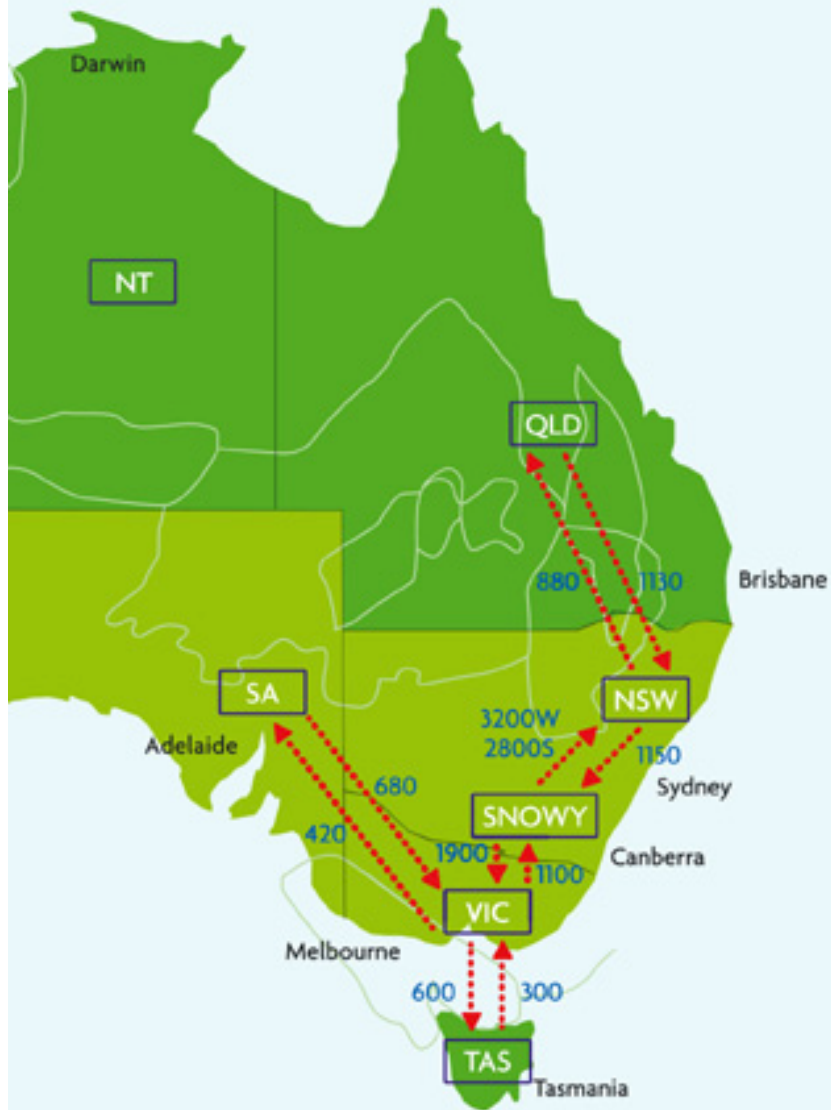 Darwin
NT
QLD
880
1130
Brisbane
SA
NSW
3200W
2800S
Adelaide
1150
680
Sydney
SNOWY
420
1900
Canberra
1100
VIC
Melbourne
600
300
TAS
Tasmania